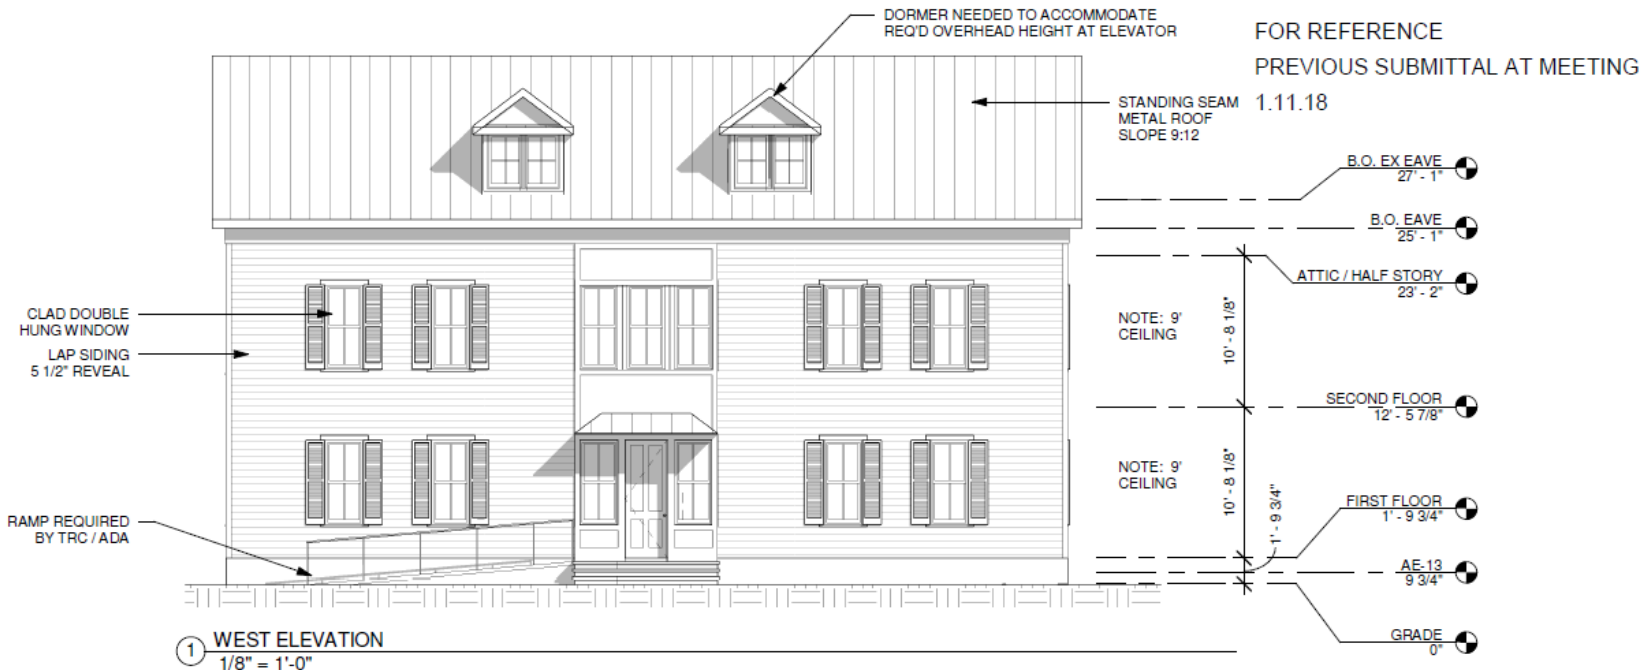 DORMER NEEDED TO ACCOMMODATE
REQ'D OVERHEAD HEIGHT AT ELEVATOR
FOR REFERENCE
PREVIOUS SUBMITTAL AT MEETING
1.11.18
STANDING SEAM
METAL ROOF
SLOPE 9:12
B.O. EX EAVE
27' - 1"
B.O. EAVE
25' - 1"
ATTIC / HALF STORY
23' - 2"
CLAD DOUBLE
HUNG WINDOW
LAP SIDING
5 1/2" REVEAL
NOTE: 9'
CEILING
10' - 8 1/8"
SECOND FLOOR
12' - 5 7/8"
NOTE: 9'
CEILING
10' - 8 1/8"
1' - 9 3/4"
FIRST FLOOR
1' - 9 3/4"
RAMP REQUIRED
BY TRC / ADA
AE-13
9 3/4"
GRADE
0"
1
WEST ELEVATION
1/8" = 1'-0"